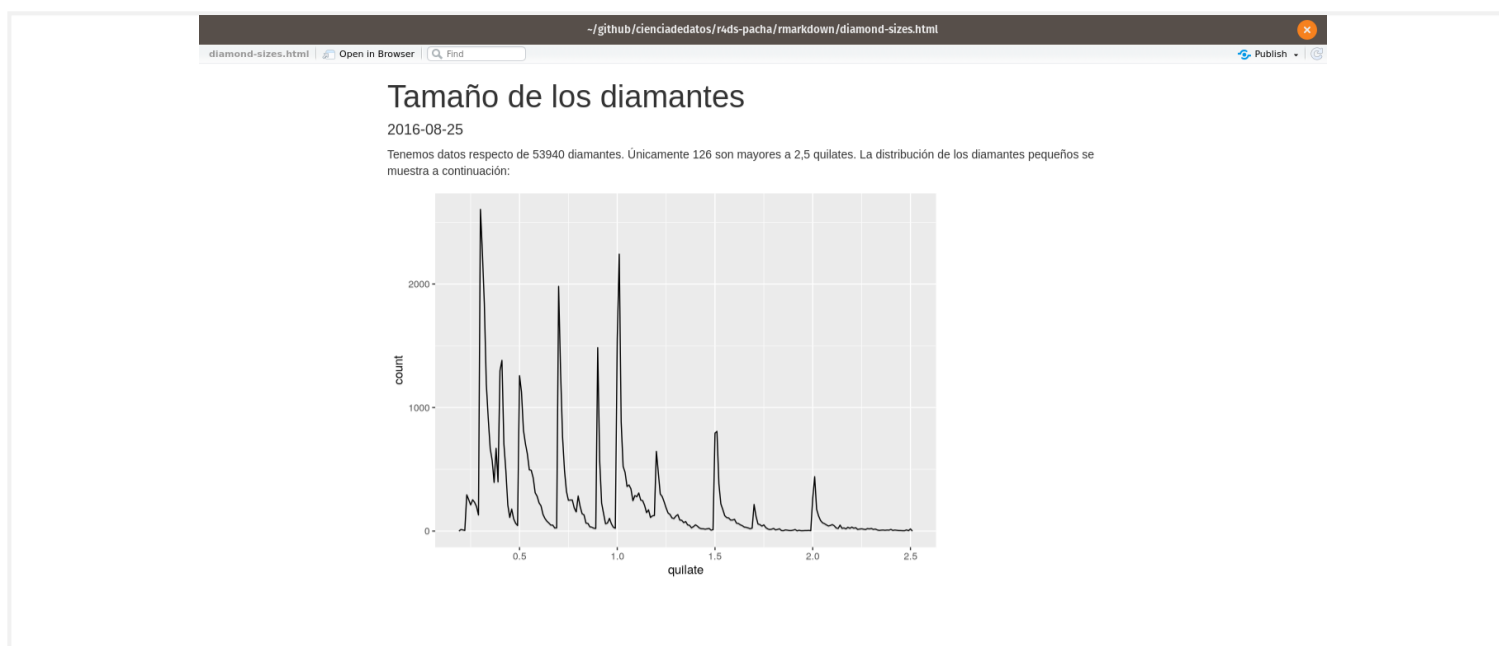 ~/github/cienciadedatos/r4ds-pacha/rmarkdown/diamond-sizes.html
diamond-sizes.html Open in Browser Find Publish
Tamaño de los diamantes
2016-08-25
Tenemos datos respecto de 53940 diamantes. Únicamente 126 son mayores a 2,5 quilates. La distribución de los diamantes pequeños se
muestra a continuación:
2000
1000
0
count
0.5 1.0 1.5 2.0 2.5
quilate